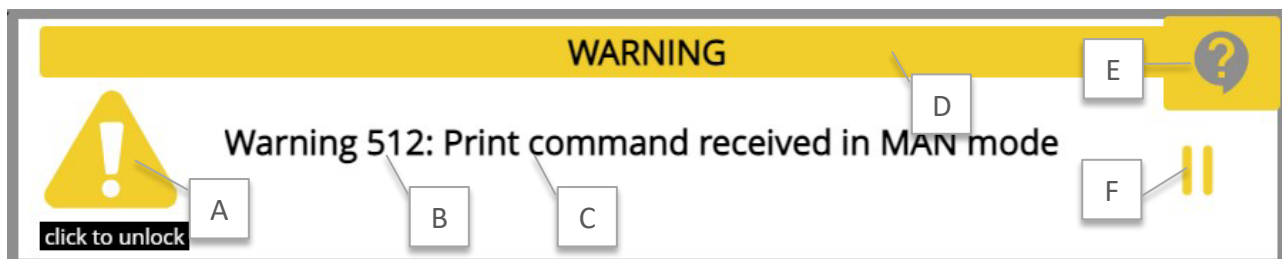 WARNING
E
D
Warning 512: Print command received in MAN mode
A
B
C
F
click to unlock